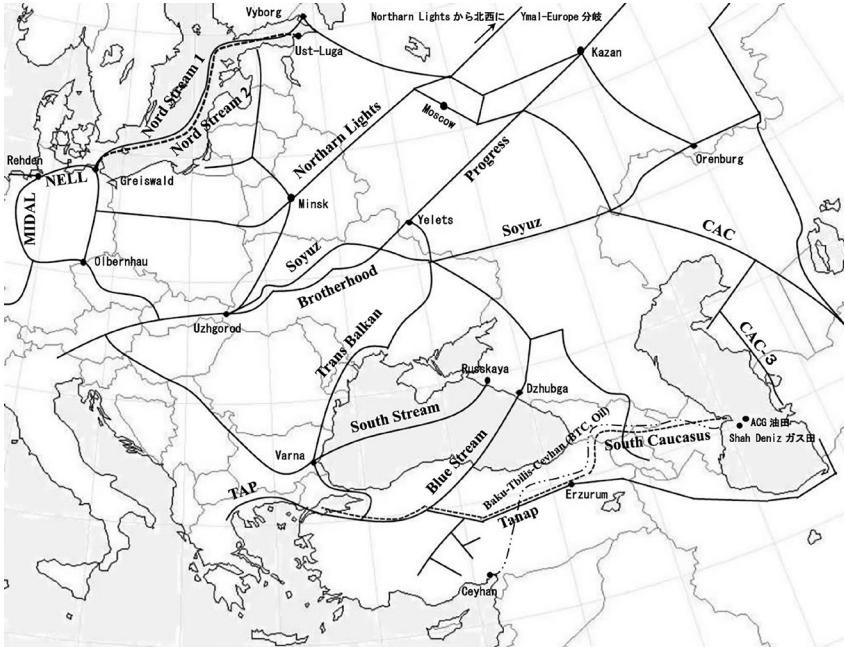 Northarn Lights から北西に
Ymal-Europe 分岐
Vyborg
Ust-Luga
Kazan
Nord Stream 1
Nord Stream 2
Moscow
Northarn Lights
Progress
Orenburg
Rehden
NELL
Greiswald
Minsk
MIDAL
Yelets
Soyuz
CAC
Olbernhau
Soyuz
Brotherhood
Uzhgorod
Trans Balkan
CAC-3
Russkaya
Dzhubga
South Stream
ACG 油田
Shah Deniz ガス田
South Caucasus
Baku-Tbilis-Ceyhan (BTC, Oil)
Varna
Blue Stream
TAP
Erzurum
Tanap
Ceyhan